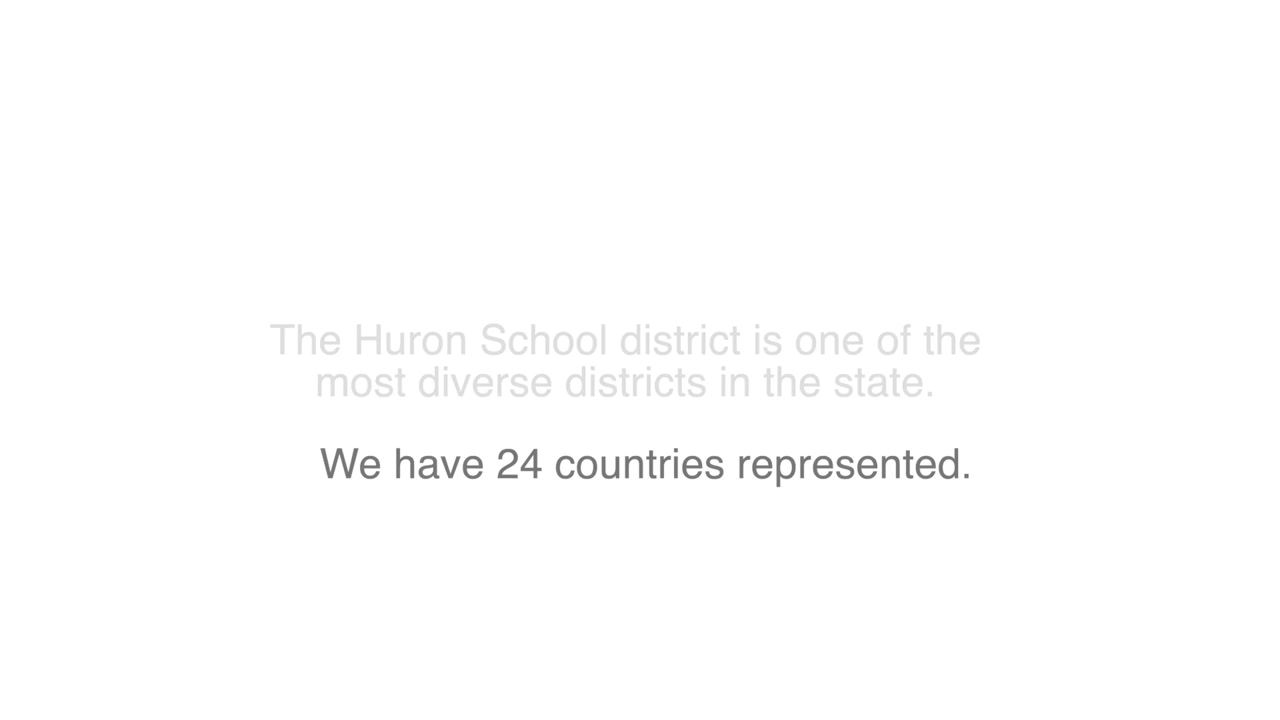 The Huron School district is one of the
most diverse districts in the state.
We have 24 countries represented.